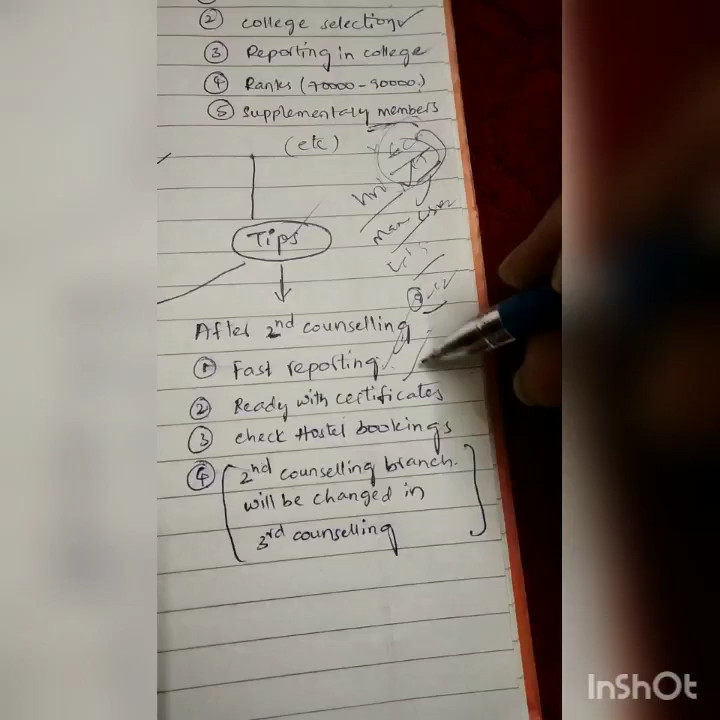 ② college selection✓
③ Reporting in college
④ Ranks (70000-90000)
⑤ supplementary members
(etc)
Tips
After 2nd counselling
① Fast reporting
② Ready with certificates
③ check Hostel bookings
④ 2nd counselling branch.
will be changed in
3rd counselling
InShOt